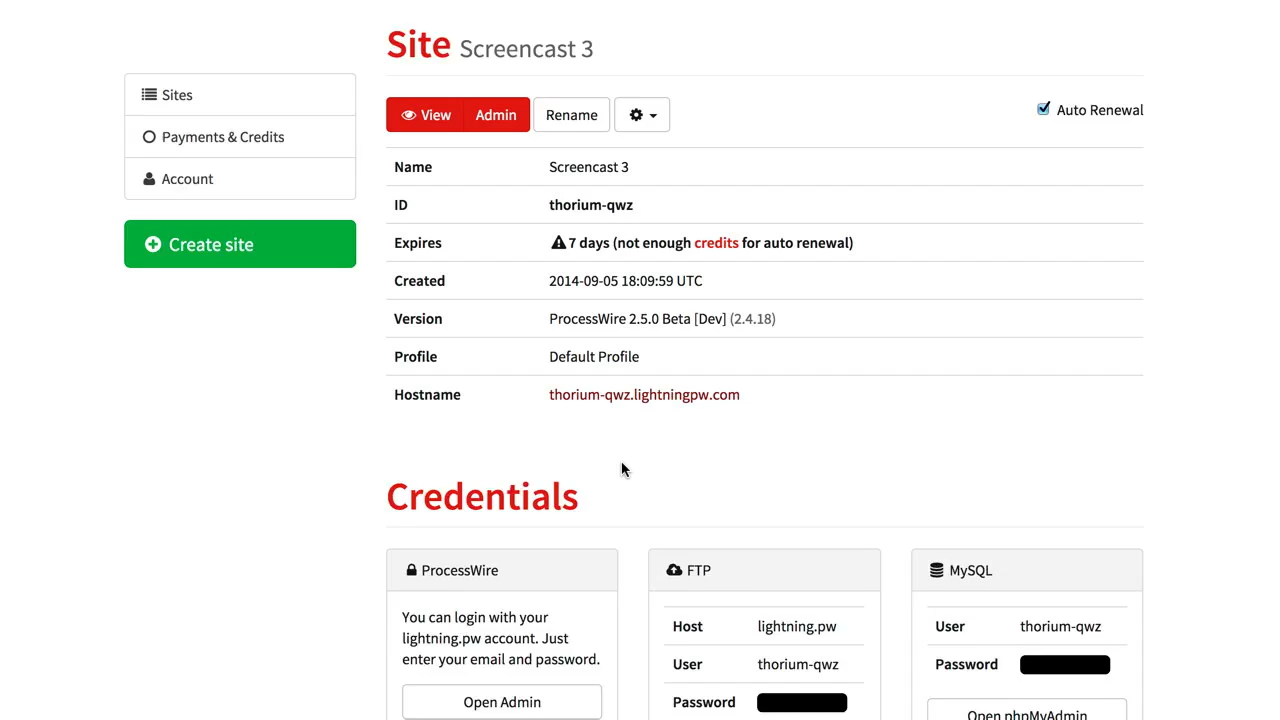 Site Screencast 3
Sites
Payments & Credits
Account
Create site
View Admin Rename
Auto Renewal
Name Screencast 3
ID thorium-qwz
Expires 7 days (not enough credits for auto renewal)
Created 2014-09-05 18:09:59 UTC
Version ProcessWire 2.5.0 Beta [Dev] (2.4.18)
Profile Default Profile
Hostname thorium-qwz.lightningpw.com
Credentials
ProcessWire
You can login with your
lightning.pw account. Just
enter your email and password.
Open Admin
FTP
Host lightning.pw
User thorium-qwz
Password
MySQL
User thorium-qwz
Password
Open phpMyAdmin